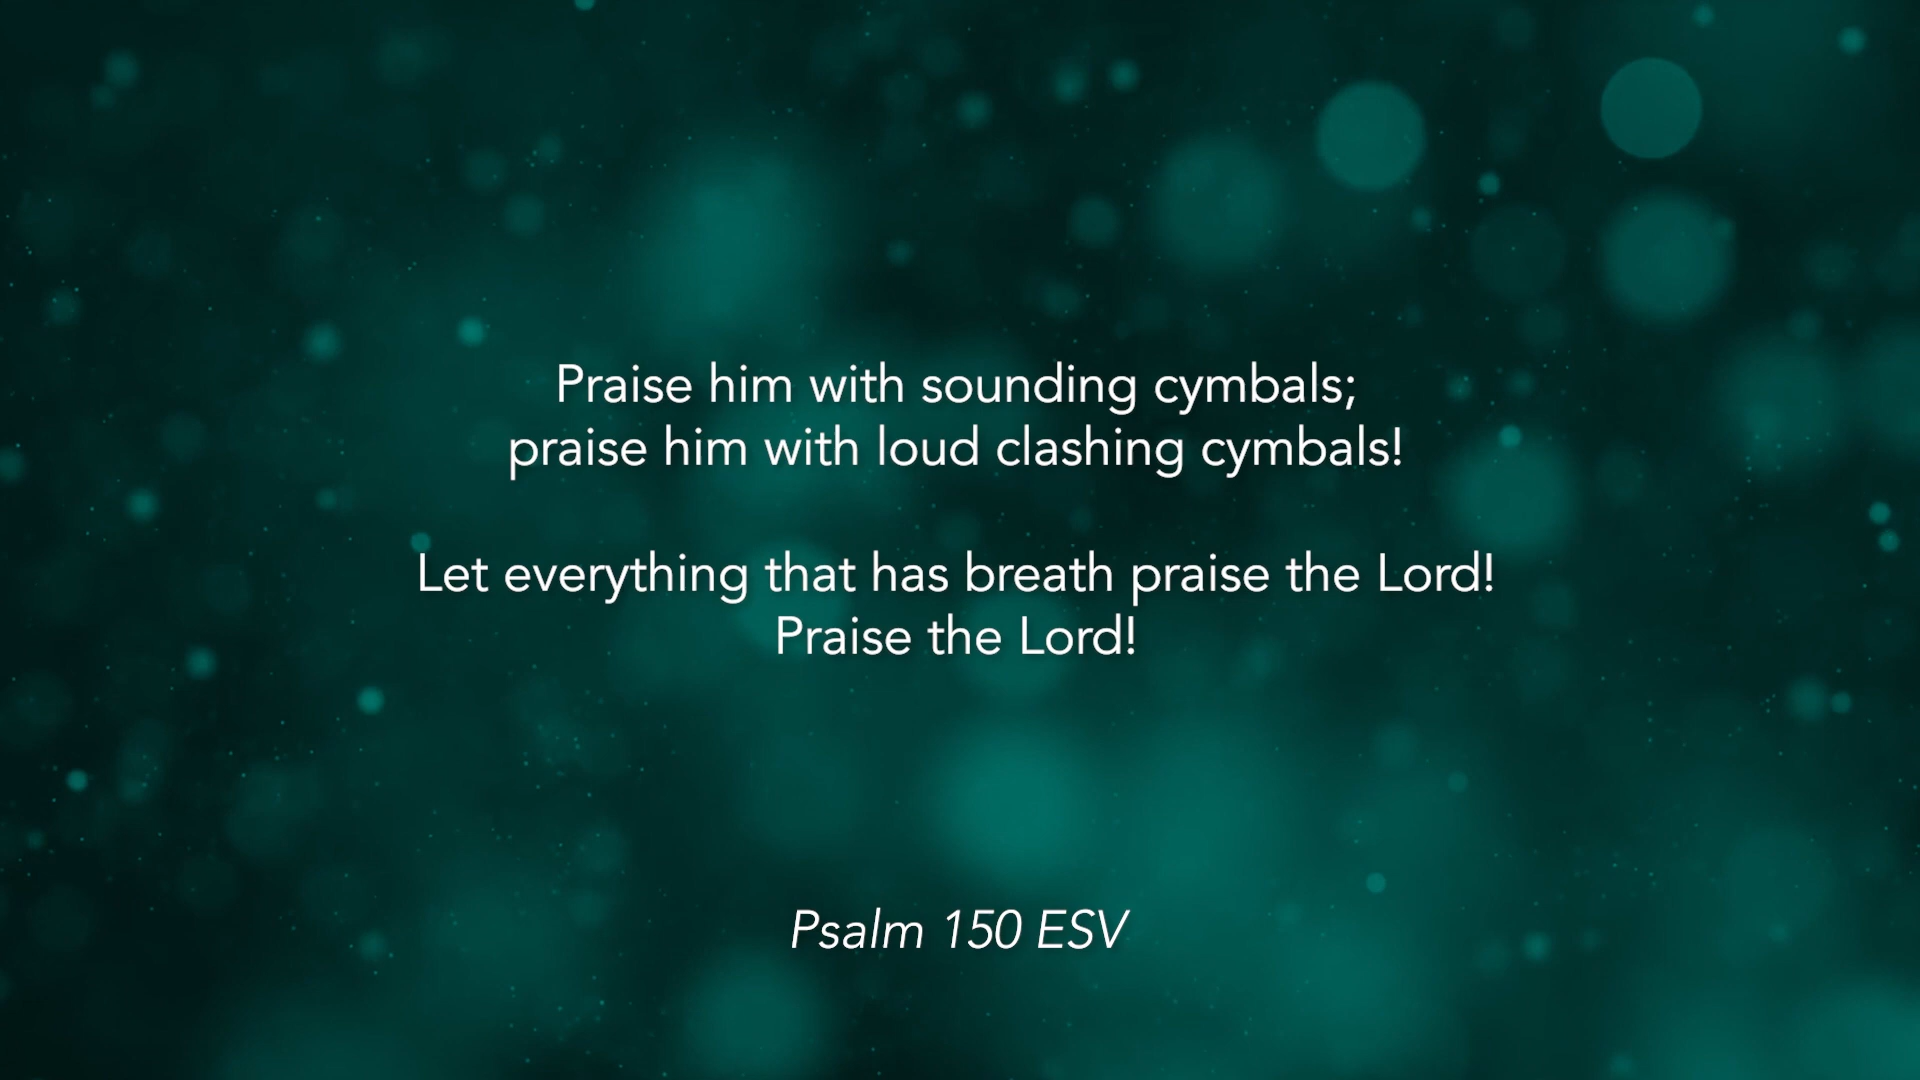 Praise him with sounding cymbals;
praise him with loud clashing cymbals!
Let everything that has breath praise the Lord!
Praise the Lord!
Psalm 150 ESV